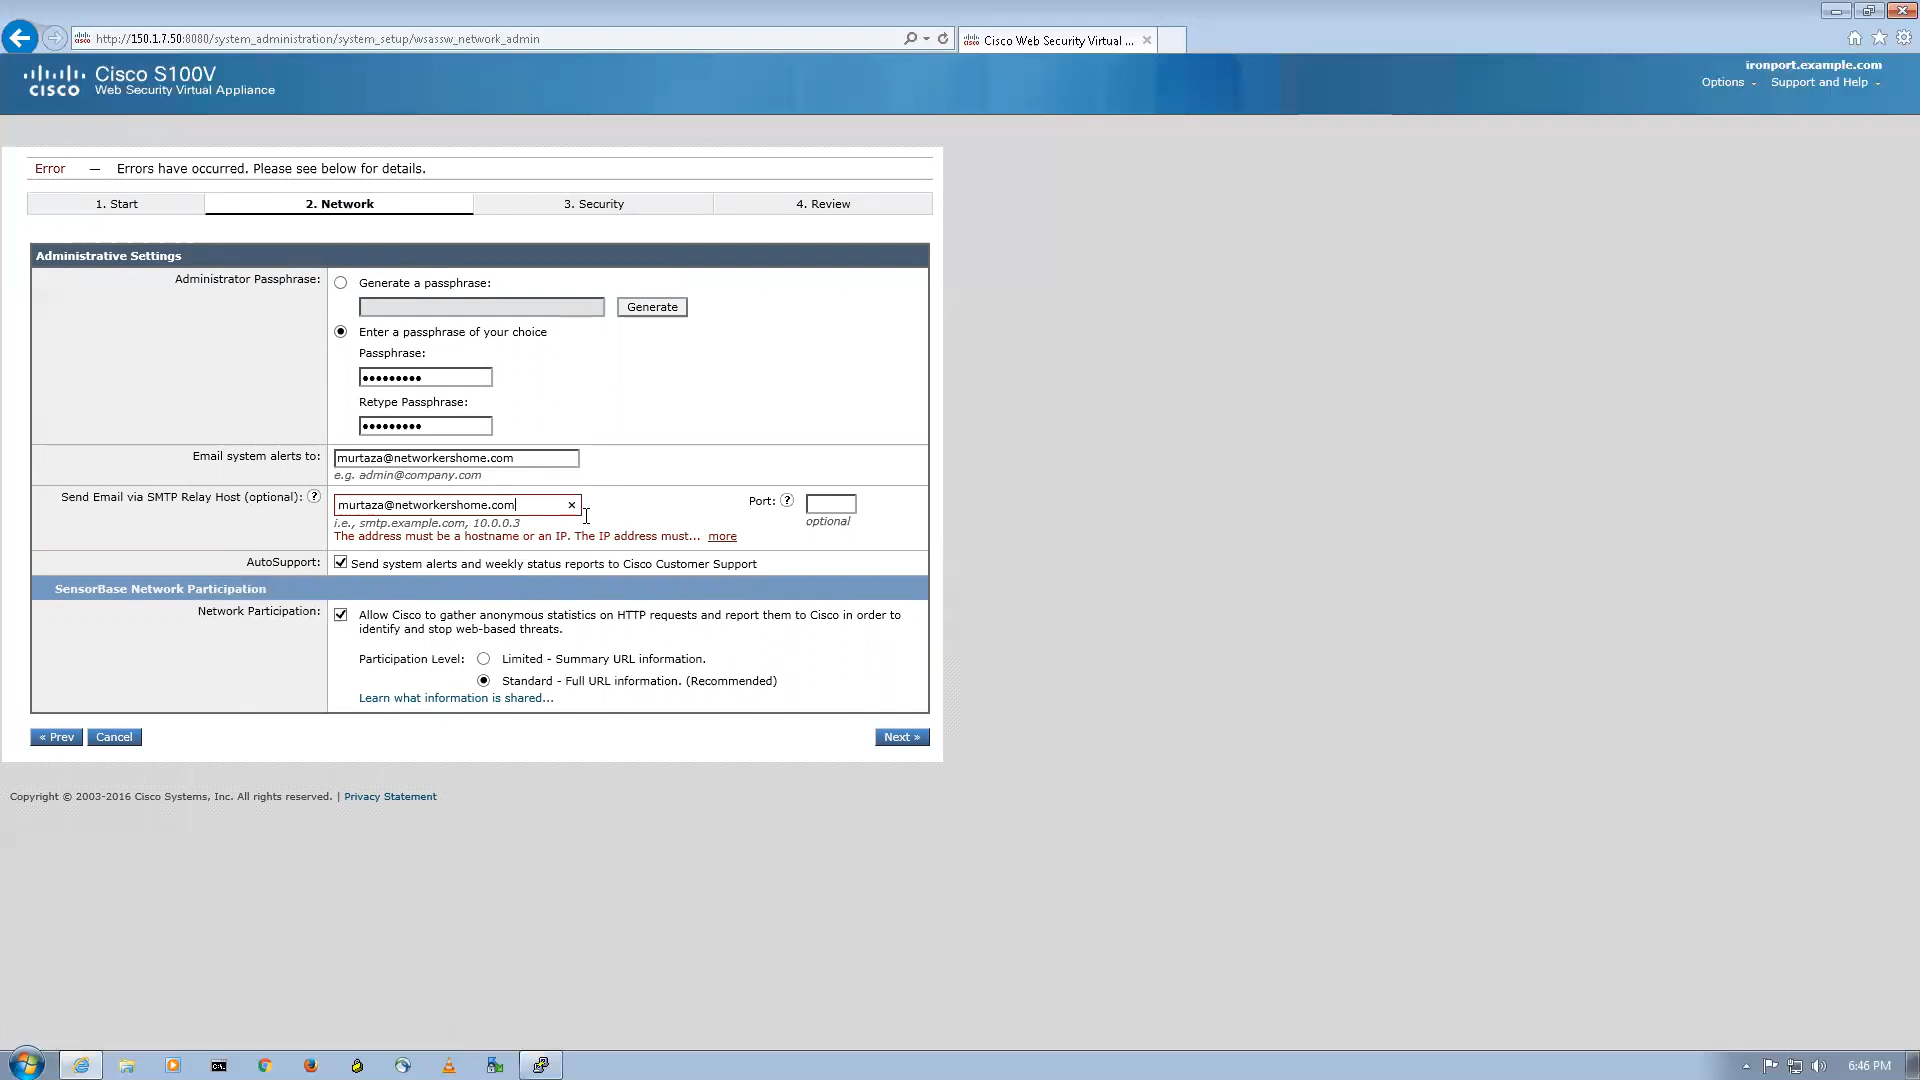 http://150.1.7.50:8080/system_administration/system_setup/wsassw_network_admin
Cisco Web Security Virtual ...
CISCO
Cisco S100V
Web Security Virtual Appliance
ironport.example.com
Options
Support and Help
Error — Errors have occurred. Please see below for details.
1. Start
2. Network
3. Security
4. Review
Administrative Settings
Administrator Passphrase:
Generate a passphrase:
Generate
Enter a passphrase of your choice
Passphrase:
•••••••••
Retype Passphrase:
•••••••••
Email system alerts to:
murtaza@networkershome.com
e.g. admin@company.com
Send Email via SMTP Relay Host (optional): ?
murtaza@networkershome.com
Port: ?
i.e., smtp.example.com, 10.0.0.3
optional
The address must be a hostname or an IP. The IP address must... more
AutoSupport:
Send system alerts and weekly status reports to Cisco Customer Support
SensorBase Network Participation
Network Participation:
Allow Cisco to gather anonymous statistics on HTTP requests and report them to Cisco in order to
identify and stop web-based threats.
Participation Level:
Limited - Summary URL information.
Standard - Full URL information. (Recommended)
Learn what information is shared...
« Prev
Cancel
Next »
Copyright © 2003-2016 Cisco Systems, Inc. All rights reserved. | Privacy Statement
6:46 PM